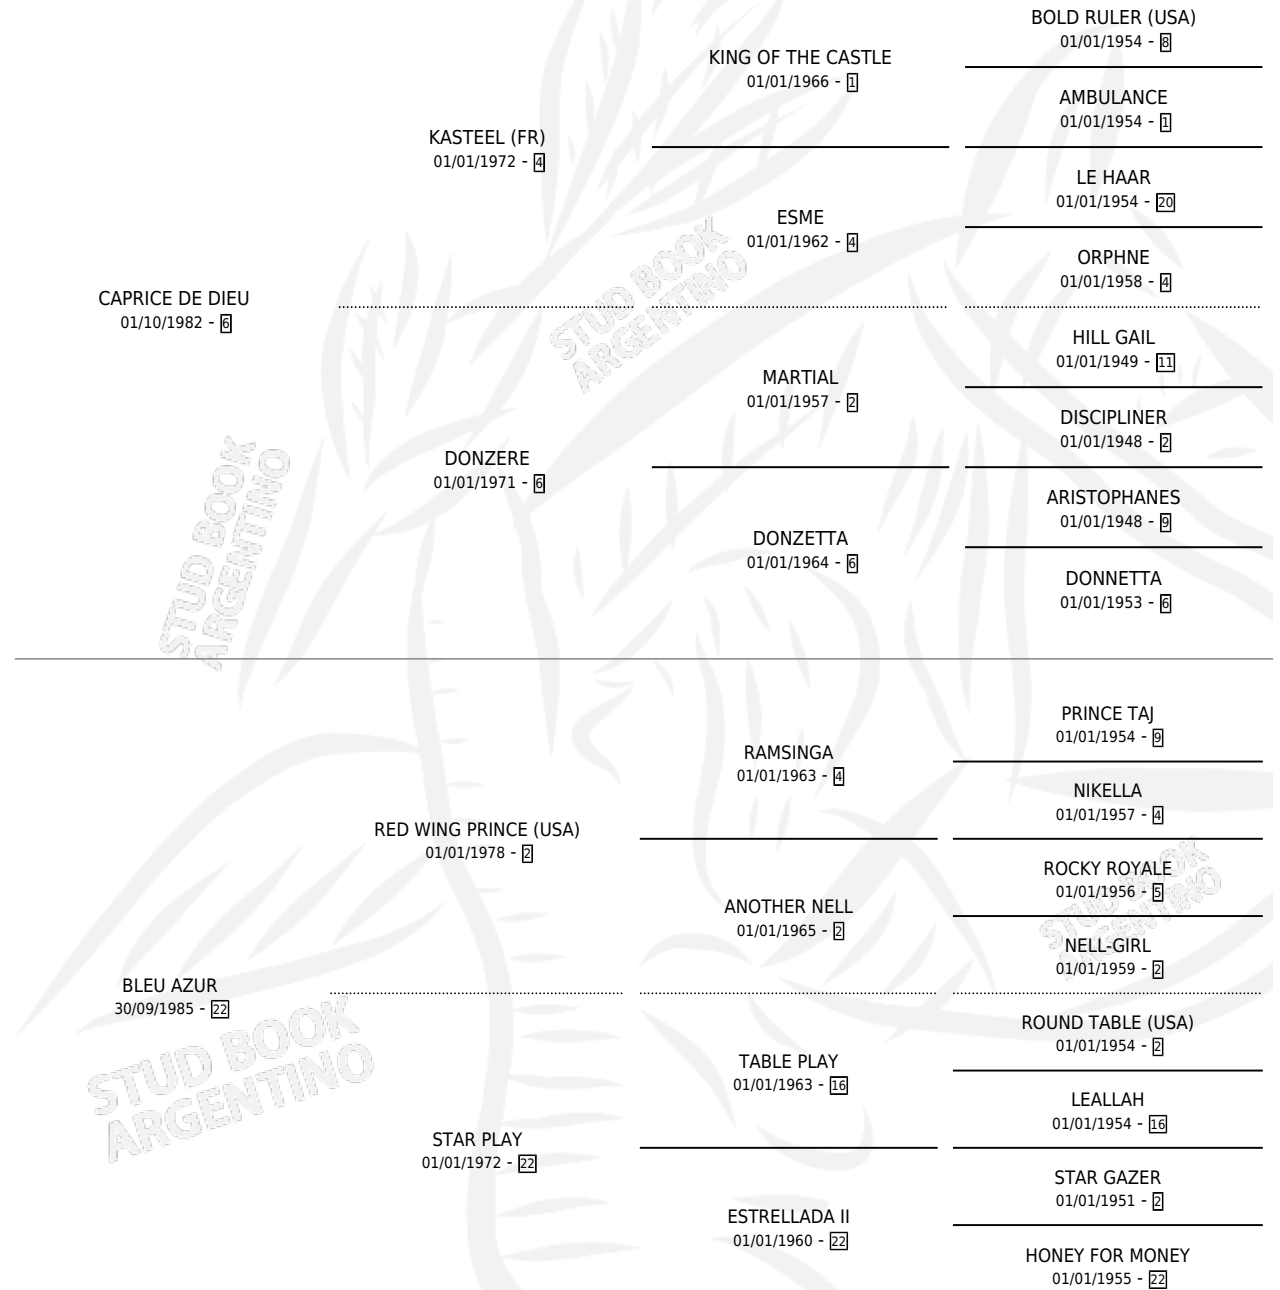 BOLD RULER (USA)
01/01/1954 - 8
KING OF THE CASTLE
01/01/1966 - 1
AMBULANCE
01/01/1954 - 1
KASTEEL (FR)
01/01/1972 - 4
LE HAAR
01/01/1954 - 20
ESME
01/01/1962 - 4
ORPHNE
01/01/1958 - 4
CAPRICE DE DIEU
01/10/1982 - 6
HILL GAIL
01/01/1949 - 11
MARTIAL
01/01/1957 - 2
DISCIPLINER
01/01/1948 - 2
DONZERE
01/01/1971 - 6
ARISTOPHANES
01/01/1948 - 9
DONZETTA
01/01/1964 - 6
DONNETTA
01/01/1953 - 6
STUD BOOK
ARGENTINO
STUD BOOK
ARGENTINO
PRINCE TAJ
01/01/1954 - 9
RAMSINGA
01/01/1963 - 4
NIKELLA
01/01/1957 - 4
RED WING PRINCE (USA)
01/01/1978 - 2
ROCKY ROYALE
01/01/1956 - 5
ANOTHER NELL
01/01/1965 - 2
NELL-GIRL
01/01/1959 - 2
BLEU AZUR
30/09/1985 - 22
ROUND TABLE (USA)
01/01/1954 - 2
TABLE PLAY
01/01/1963 - 16
LEALLAH
01/01/1954 - 16
STAR PLAY
01/01/1972 - 22
STAR GAZER
01/01/1951 - 2
ESTRELLADA II
01/01/1960 - 22
HONEY FOR MONEY
01/01/1955 - 22
STUD BOOK
ARGENTINO
STUD BOOK
ARGENTINO